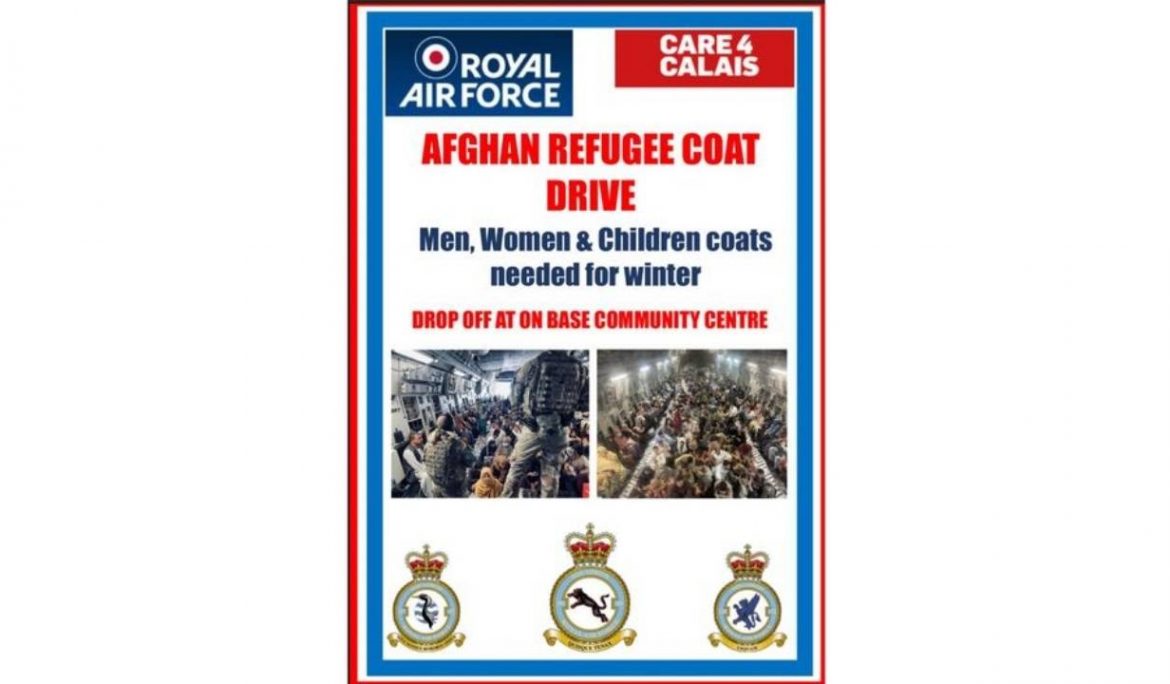 ROYAL
AIR FORCE
CARE 4
CALAIS
AFGHAN REFUGEE COAT
DRIVE
Men, Women & Children coats
needed for winter
DROP OFF AT ON BASE COMMUNITY CENTRE